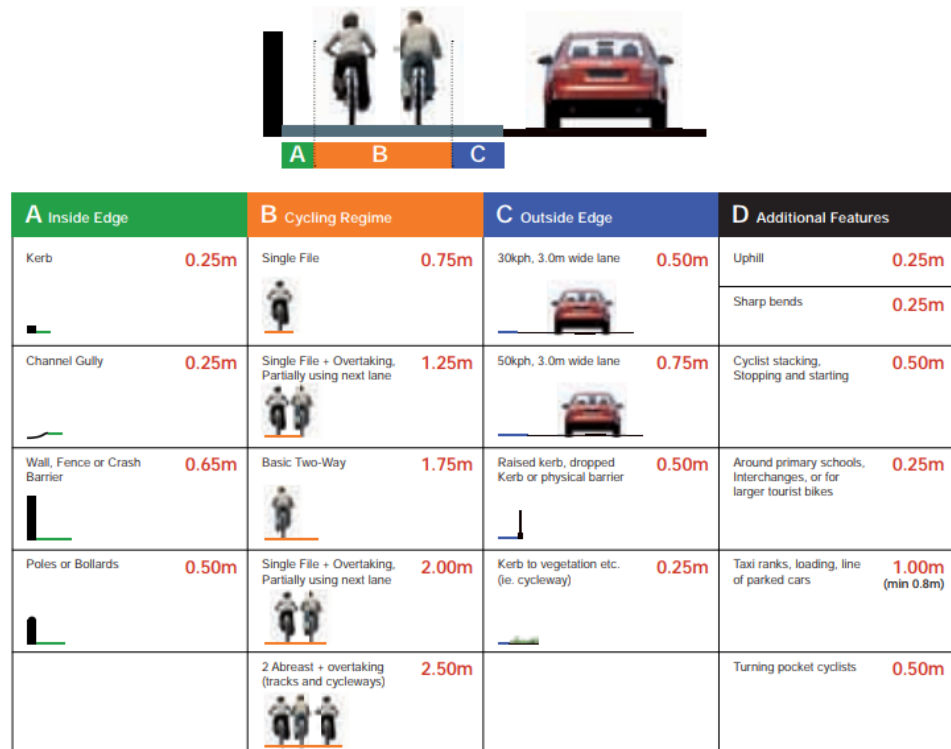 A B C
A Inside Edge
B Cycling Regime
C Outside Edge
D Additional Features
Kerb 0.25m
Single File 0.75m
30kph, 3.0m wide lane 0.50m
Uphill 0.25m
Sharp bends 0.25m
Channel Gully 0.25m
Single File + Overtaking, 1.25m
Partially using next lane
50kph, 3.0m wide lane 0.75m
Cyclist stacking, 0.50m
Stopping and starting
Wall, Fence or Crash 0.65m
Barrier
Basic Two-Way 1.75m
Raised kerb, dropped 0.50m
Kerb or physical barrier
Around primary schools, 0.25m
Interchanges, or for
larger tourist bikes
Poles or Bollards 0.50m
Single File + Overtaking, 2.00m
Partially using next lane
Kerb to vegetation etc. 0.25m
(ie. cycleway)
Taxi ranks, loading, line 1.00m
of parked cars (min 0.8m)
2 Abreast + overtaking 2.50m
(tracks and cycleways)
Turning pocket cyclists 0.50m